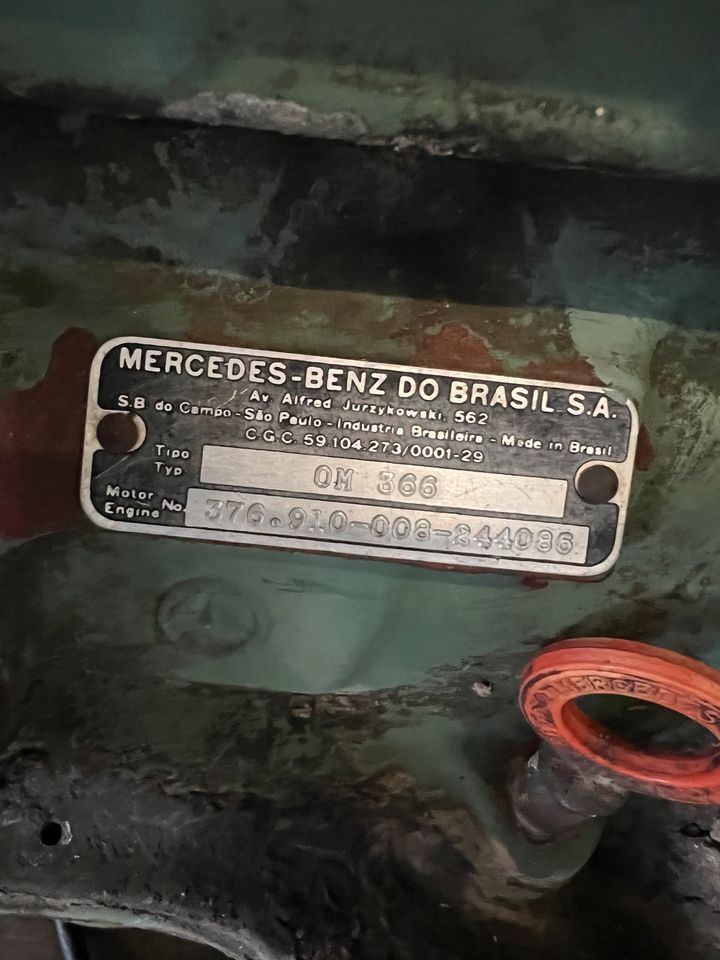 MERCEDES-BENZ DO BRASIL S.A.
Av. Alfred Jurzykowski, 562
S.B. do Campo - São Paulo - Industria Brasileira - Made in Brasil
C.G.C. 59.104.273/0001-29
Tipo
Typ
OM 366
Motor
Engine
No.
376.910-008-244086
MERCEDES